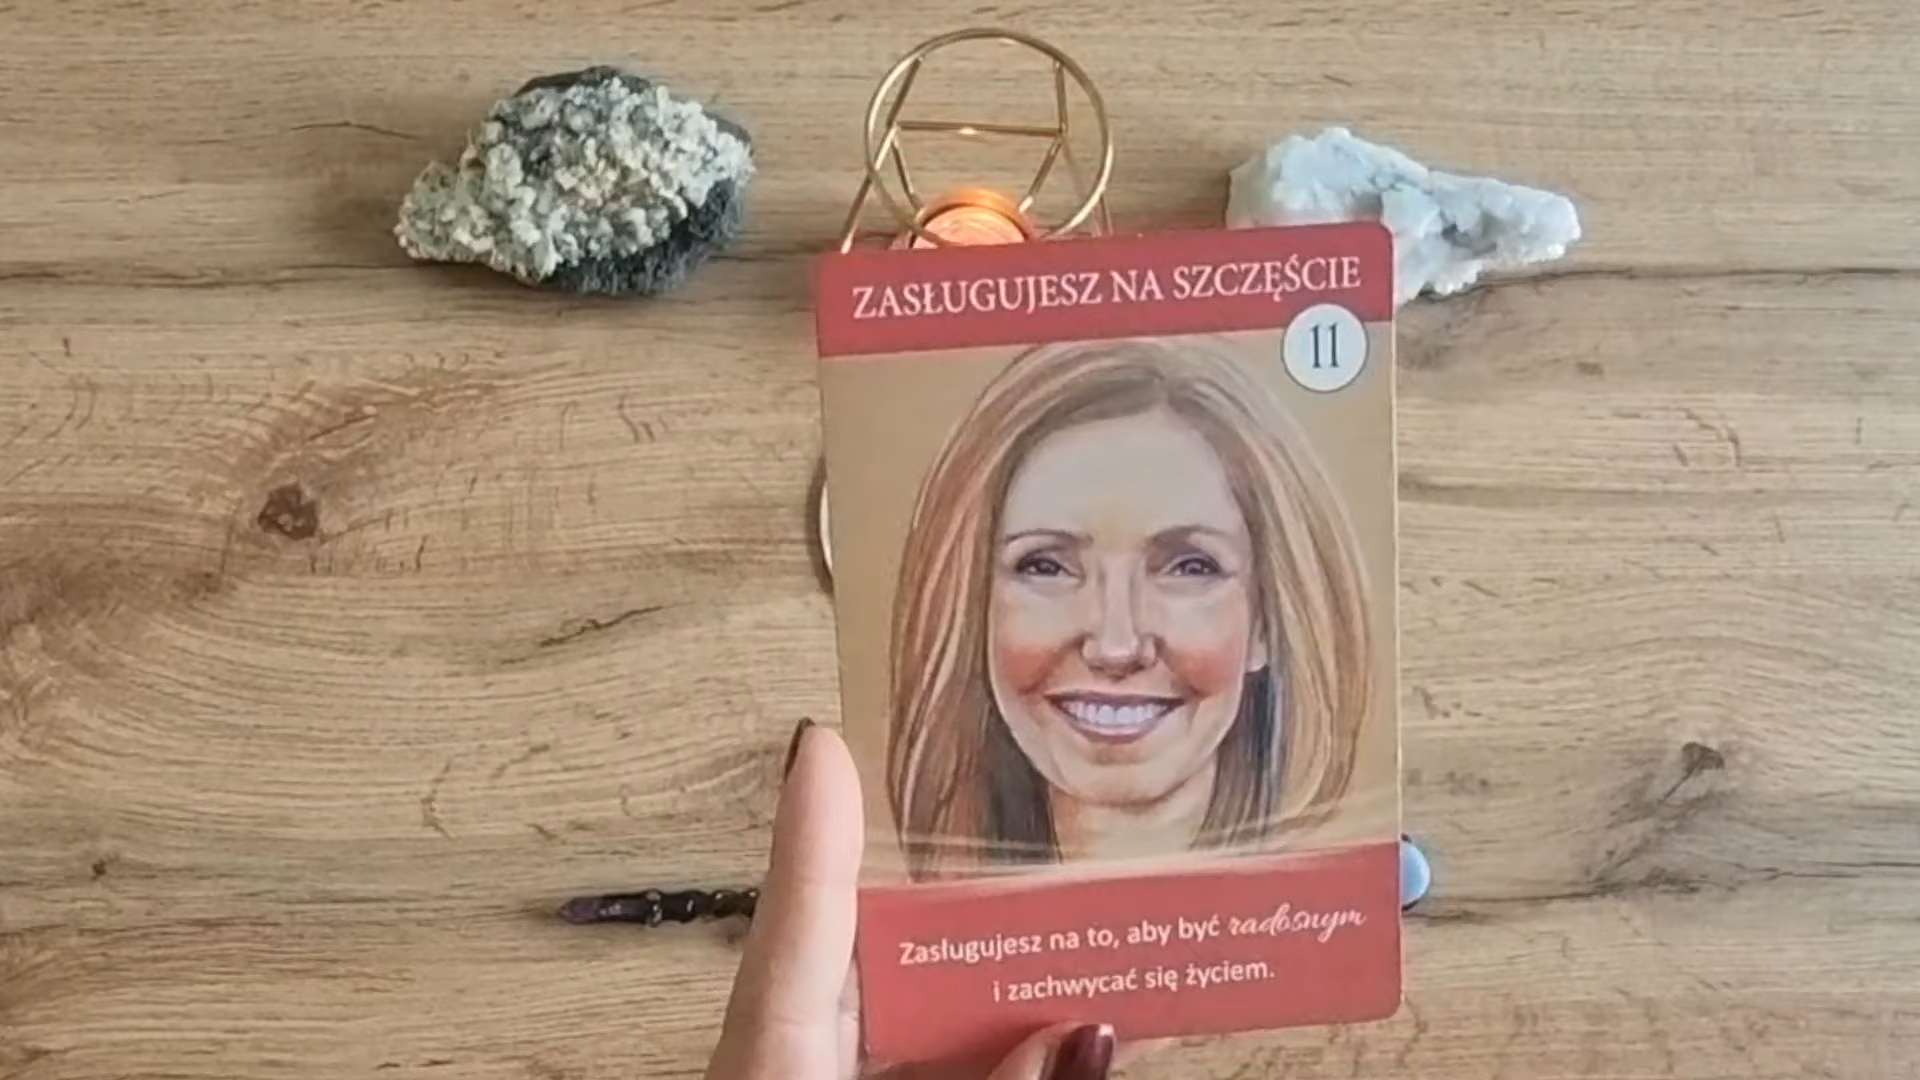 ZASŁUGUJESZ NA SZCZĘŚCIE
11
Zasługujesz na to, aby być radosnym
i zachwycać się życiem.